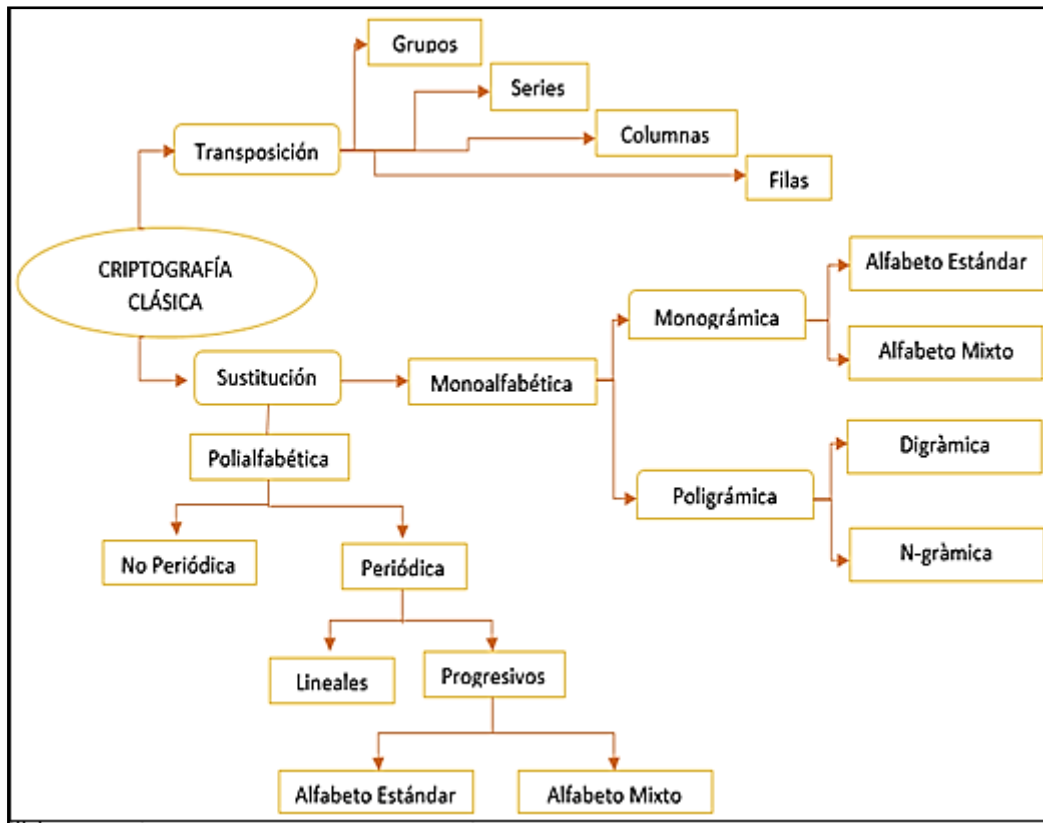 Grupos
Series
Columnas
Filas
Transposición
CRIPTOGRAFÍA
CLÁSICA
Sustitución
Monoalfabética
Monográmica
Alfabeto Estándar
Alfabeto Mixto
Poligrámica
Digràmica
N-gràmica
Polialfabética
No Periódica
Periódica
Lineales
Progresivos
Alfabeto Estándar
Alfabeto Mixto